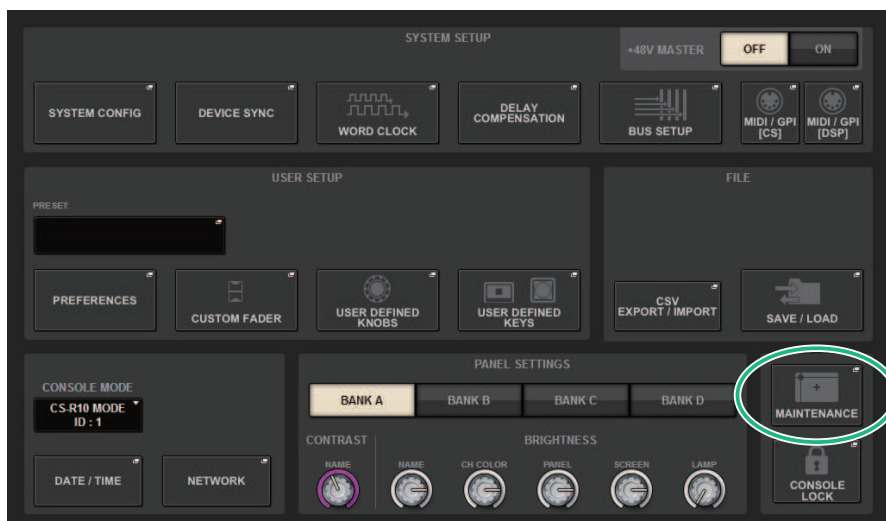 SYSTEM SETUP
+48V MASTER
OFF
ON
SYSTEM CONFIG
DEVICE SYNC
WORD CLOCK
DELAY
COMPENSATION
BUS SETUP
MIDI / GPI
[CS]
MIDI / GPI
[DSP]
USER SETUP
PRESET
PREFERENCES
CUSTOM FADER
USER DEFINED
KNOBS
USER DEFINED
KEYS
FILE
CSV
EXPORT / IMPORT
SAVE / LOAD
CONSOLE MODE
CS-R10 MODE
ID : 1
DATE / TIME
NETWORK
PANEL SETTINGS
BANK A
BANK B
BANK C
BANK D
CONTRAST
BRIGHTNESS
NAME
NAME
CH COLOR
PANEL
SCREEN
LAMP
MAINTENANCE
CONSOLE
LOCK